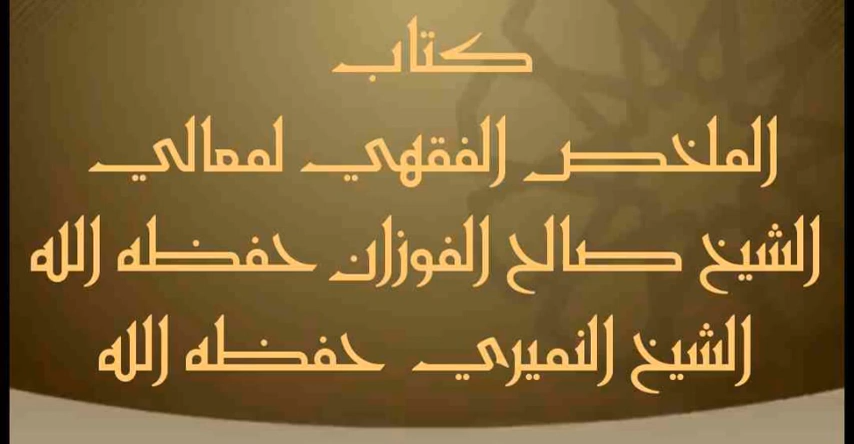 كتاب
الملخص الفقهي لمعالي
الشيخ صالح الفوزان حفظه الله
الشيخ النميري حفظه الله